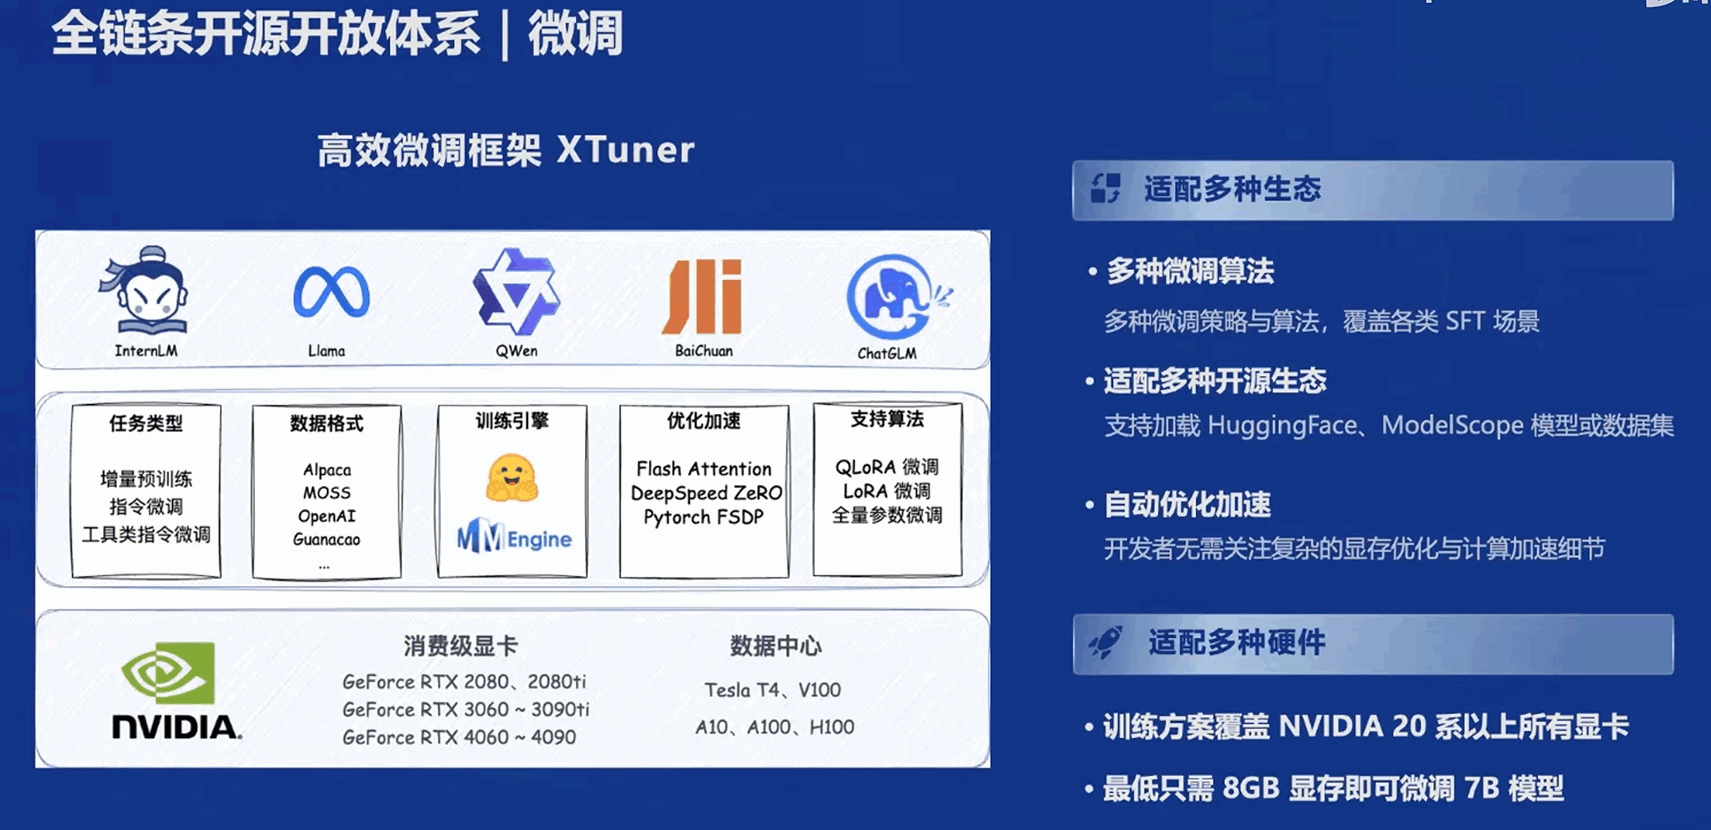 全链条开源开放体系 | 微调
高效微调框架 XTuner
InternLM
Llama
QWen
BaiChuan
ChatGLM
任务类型
增量预训练
指令微调
工具类指令微调
数据格式
Alpaca
MOSS
OpenAI
Guanacao
...
训练引擎
MMEngine
优化加速
Flash Attention
DeepSpeed ZeRO
Pytorch FSDP
支持算法
QLoRA 微调
LoRA 微调
全量参数微调
NVIDIA.
消费级显卡
GeForce RTX 2080、2080ti
GeForce RTX 3060 ~ 3090ti
GeForce RTX 4060 ~ 4090
数据中心
Tesla T4、V100
A10、A100、H100
适配多种生态
• 多种微调算法
多种微调策略与算法，覆盖各类 SFT 场景
• 适配多种开源生态
支持加载 HuggingFace、ModelScope 模型或数据集
• 自动优化加速
开发者无需关注复杂的显存优化与计算加速细节
适配多种硬件
• 训练方案覆盖 NVIDIA 20 系以上所有显卡
• 最低只需 8GB 显存即可微调 7B 模型